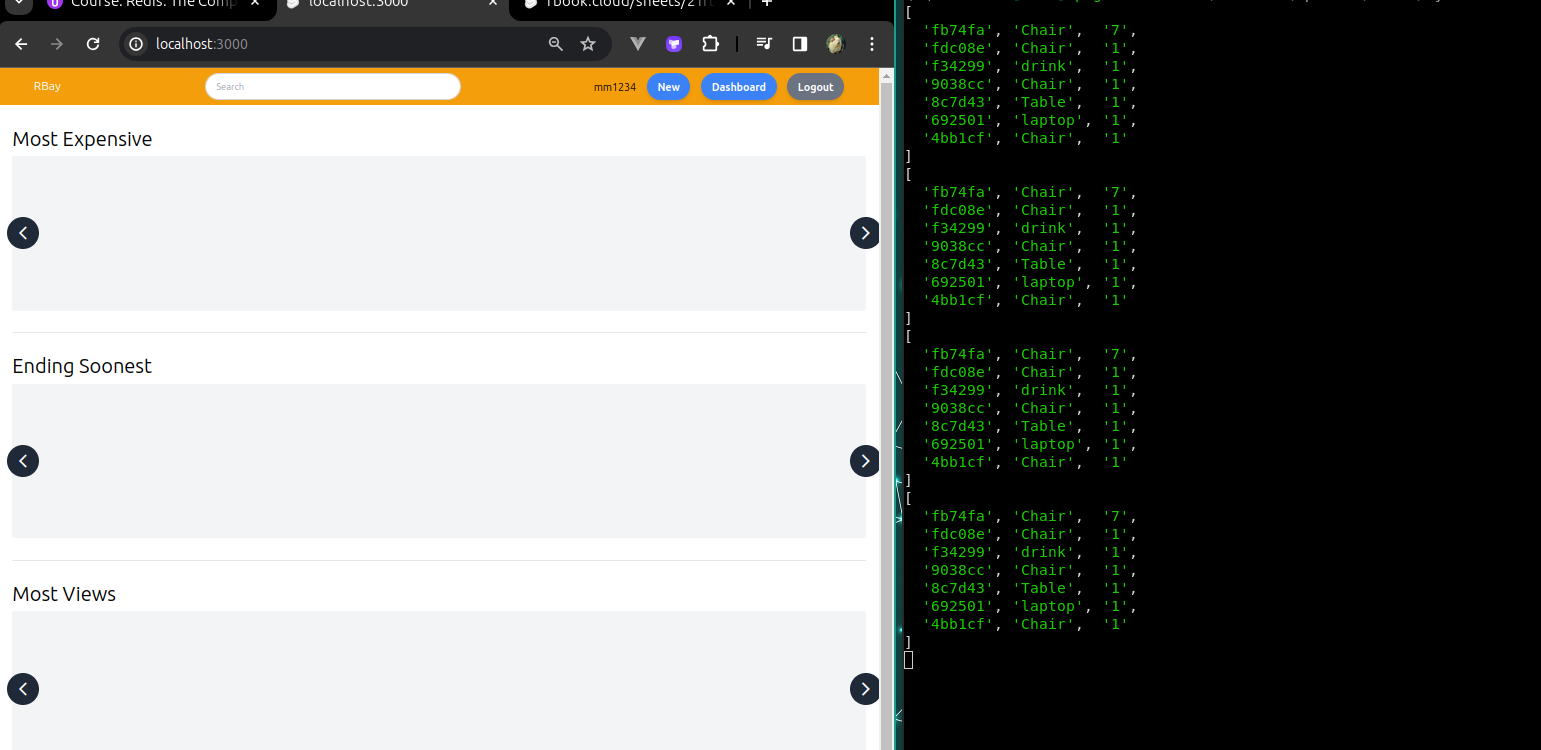 Course: Redis: The Comp
localhost:3000
rbook.cloud/sheets/21
localhost:3000
RBay
Search
mm1234
New
Dashboard
Logout
Most Expensive
Ending Soonest
Most Views
[
'fb74fa', 'Chair', '7',
'fdc08e', 'Chair', '1',
'f34299', 'drink', '1',
'9038cc', 'Chair', '1',
'8c7d43', 'Table', '1',
'692501', 'laptop', '1',
'4bb1cf', 'Chair', '1'
]
[
'fb74fa', 'Chair', '7',
'fdc08e', 'Chair', '1',
'f34299', 'drink', '1',
'9038cc', 'Chair', '1',
'8c7d43', 'Table', '1',
'692501', 'laptop', '1',
'4bb1cf', 'Chair', '1'
]
[
'fb74fa', 'Chair', '7',
'fdc08e', 'Chair', '1',
'f34299', 'drink', '1',
'9038cc', 'Chair', '1',
'8c7d43', 'Table', '1',
'692501', 'laptop', '1',
'4bb1cf', 'Chair', '1'
]
[
'fb74fa', 'Chair', '7',
'fdc08e', 'Chair', '1',
'f34299', 'drink', '1',
'9038cc', 'Chair', '1',
'8c7d43', 'Table', '1',
'692501', 'laptop', '1',
'4bb1cf', 'Chair', '1'
]